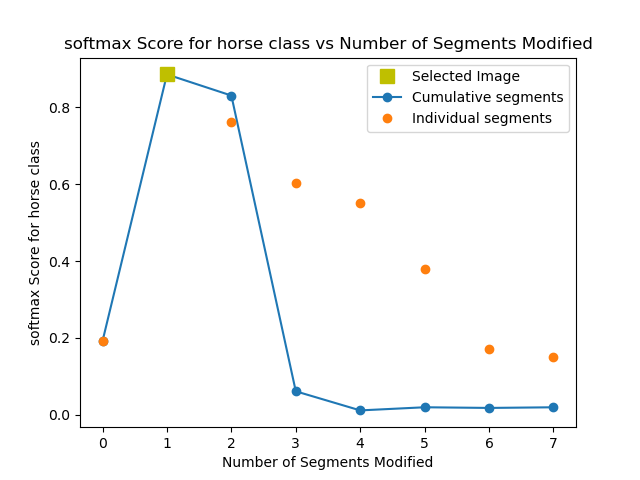 softmax Score for horse class vs Number of Segments Modified
Selected Image
Cumulative segments
Individual segments
softmax Score for horse class
0.8
0.6
0.4
0.2
0.0
0 1 2 3 4 5 6 7
Number of Segments Modified